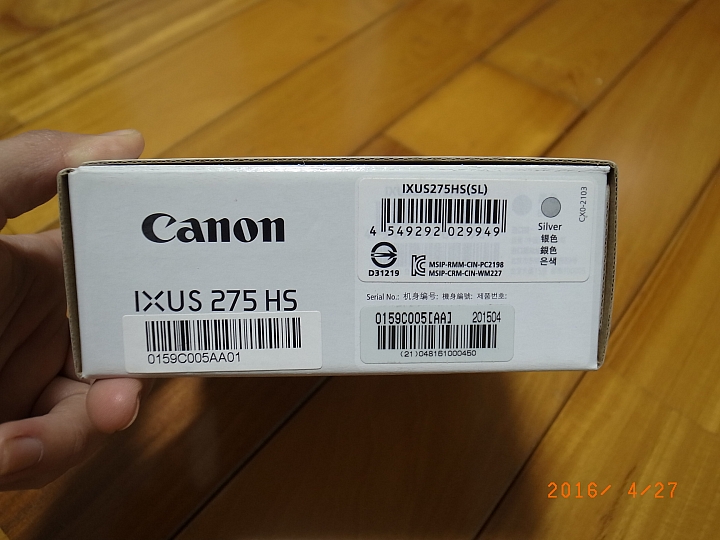 Canon
IXUS 275 HS
0159C005AA01
IXUS275HS(SL)
4 549292 029949
D31219
MSIP-RMM-CIN-PC2198
MSIP-CRM-CIN-WM227
Silver
银色
銀色
은색
CX0-2103
Serial No.: 机身编号: 機身編號: 제품번호:
0159C005[AA] 201504
(21)048161000450
2016/ 4/27